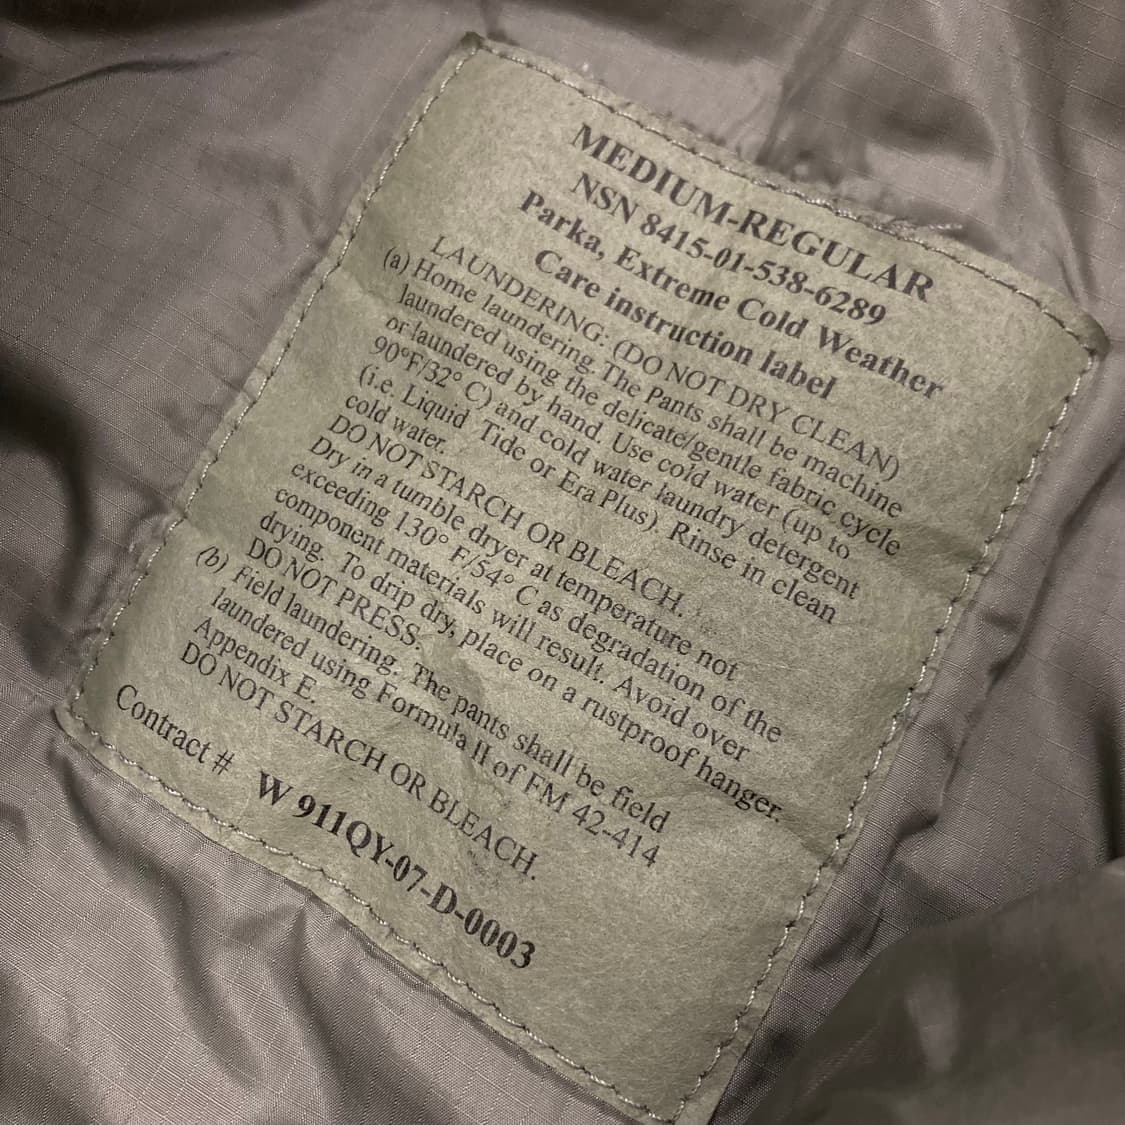 MEDIUM-REGULAR
NSN 8415-01-538-6289
Parka, Extreme Cold Weather
Care instruction label
LAUNDERING: (DO NOT DRY CLEAN)
(a) Home laundering. The Pants shall be machine
laundered using the delicate/gentle fabric cycle
or laundered by hand. Use cold water (up to
90°F/32° C) and cold water laundry detergent
(i.e. Liquid Tide or Era Plus). Rinse in clean
cold water.
DO NOT STARCH OR BLEACH.
Dry in a tumble dryer at temperature not
exceeding 130° F/54° C as degradation of the
component materials will result. Avoid over
drying. To drip dry, place on a rustproof hanger.
DO NOT PRESS.
(b) Field laundering. The pants shall be field
laundered using Formula II of FM 42-414
Appendix E.
DO NOT STARCH OR BLEACH.
Contract # W 911QY-07-D-0003